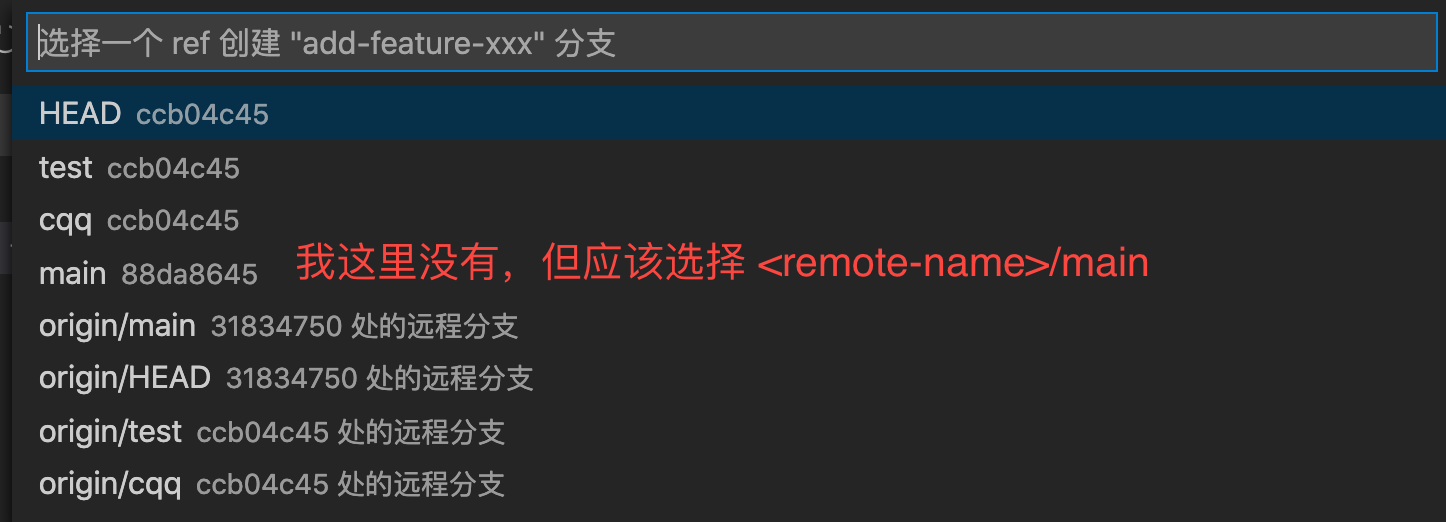 选择一个 ref 创建 "add-feature-xxx" 分支
HEAD ccb04c45
test ccb04c45
cqq ccb04c45
main 88da8645
我这里没有，但应该选择 <remote-name>/main
origin/main 31834750 处的远程分支
origin/HEAD 31834750 处的远程分支
origin/test ccb04c45 处的远程分支
origin/cqq ccb04c45 处的远程分支